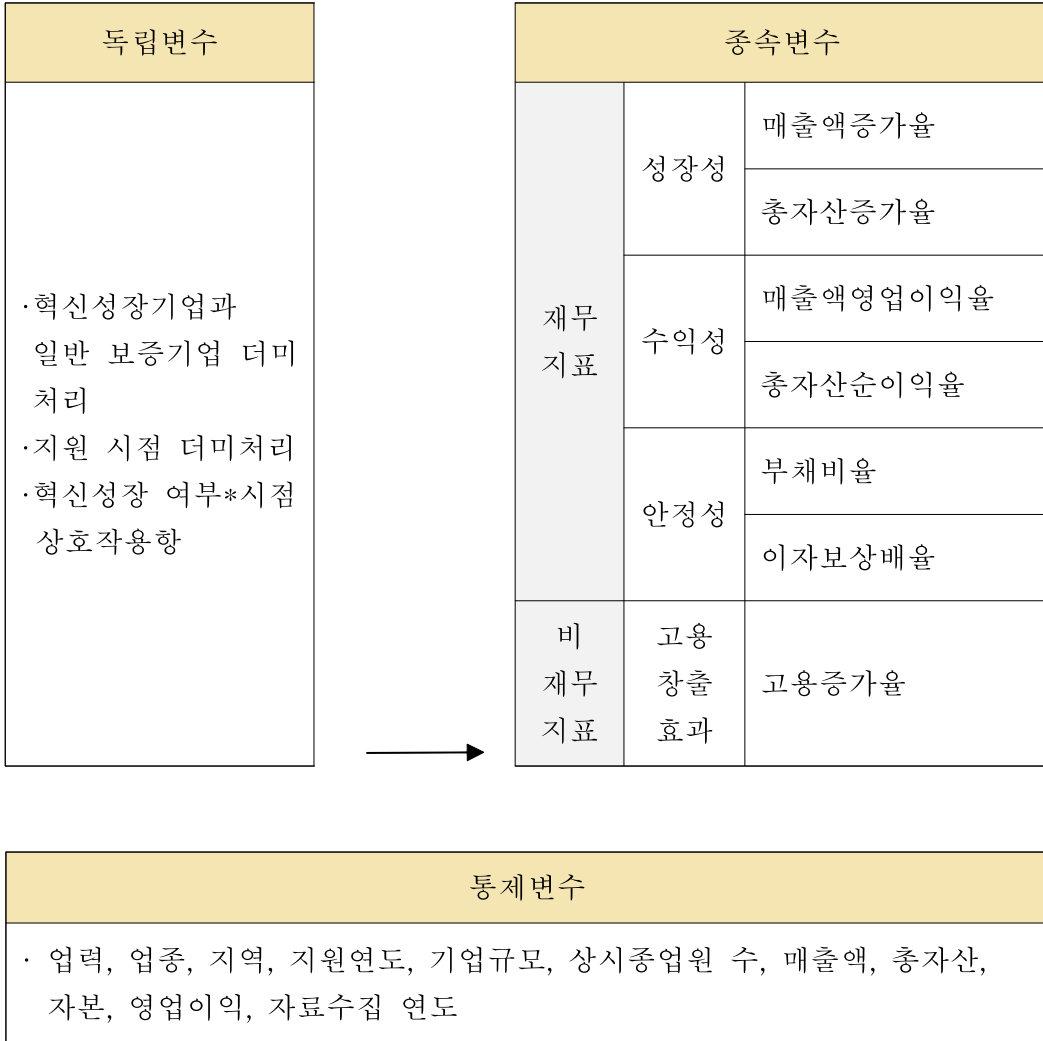 독립변수
·혁신성장기업과
일반 보증기업 더미
처리
·지원 시점 더미처리
·혁신성장 여부*시점
상호작용항
종속변수
재무
지표
성장성
매출액증가율
총자산증가율
수익성
매출액영업이익율
총자산순이익율
안정성
부채비율
이자보상배율
비
재무
지표
고용
창출
효과
고용증가율
통제변수
· 업력, 업종, 지역, 지원연도, 기업규모, 상시종업원 수, 매출액, 총자산,
자본, 영업이익, 자료수집 연도